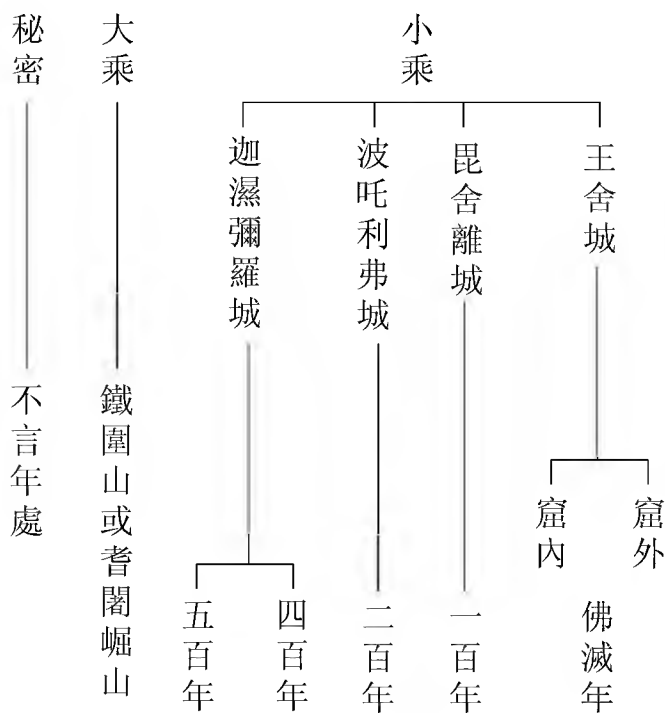 小乘
王舍城
窟外
窟內
佛滅年
毘舍離城
一百年
波吒利弗城
二百年
迦濕彌羅城
四百年
五百年
大乘
鐵圍山或耆闍崛山
秘密
不言年處